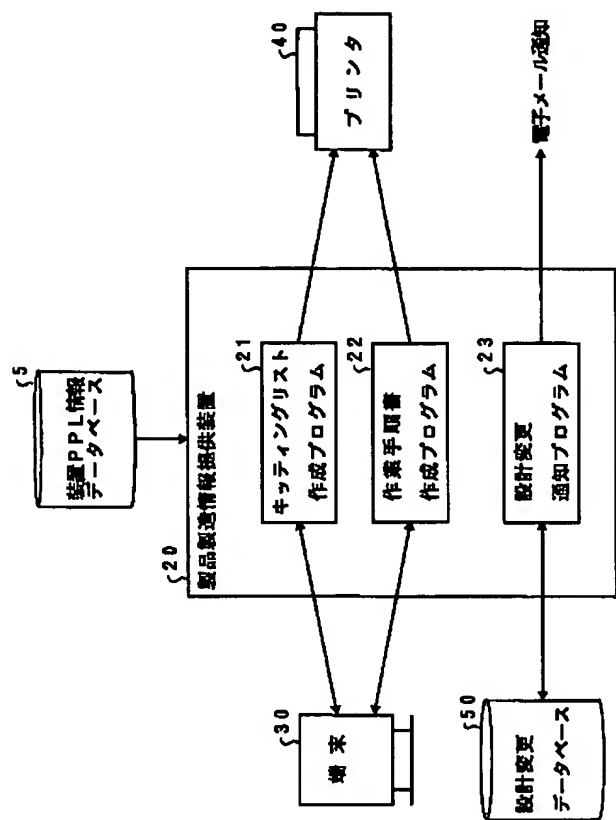 5
装置PPL情報
データベース
20
製品製造情報提供装置
30
端末
21
キッティングリスト
作成プログラム
40
プリンタ
22
作業手順書
作成プログラム
50
設計変更
データベース
23
設計変更
通知プログラム
電子メール通知